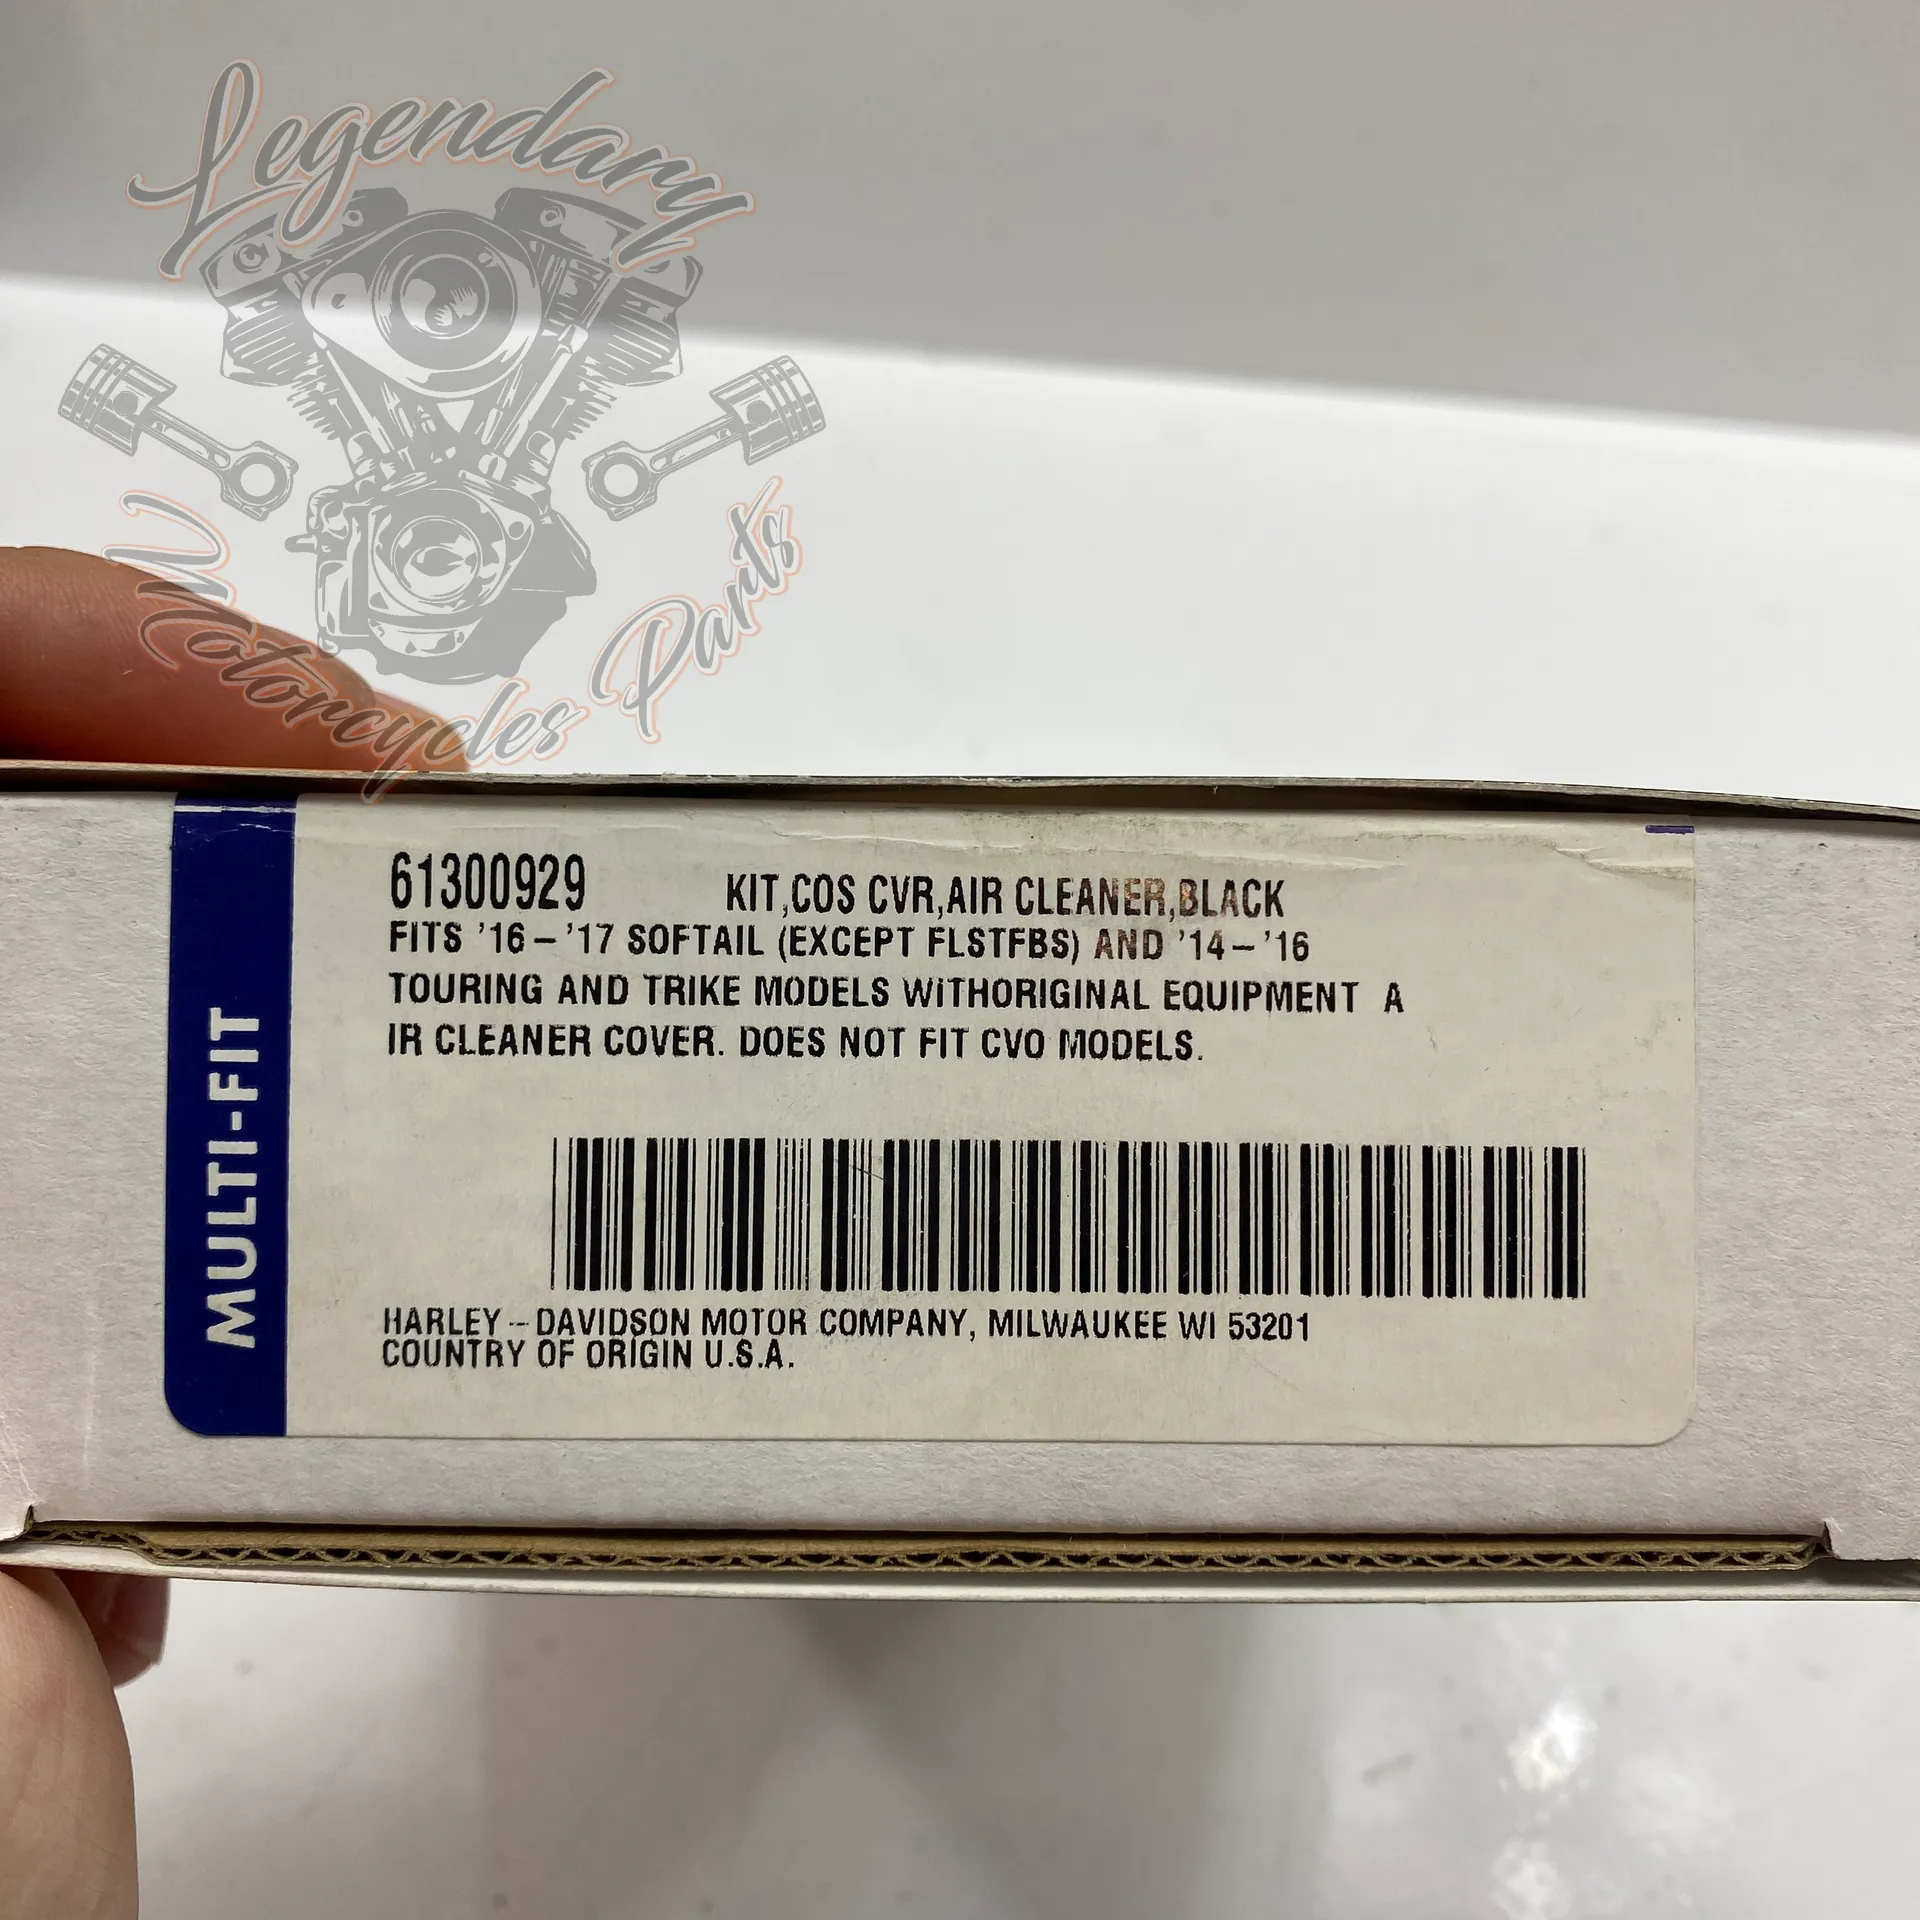 Legendary
Motorcycles Parts
61300929 KIT,COS CVR,AIR CLEANER,BLACK
FITS '16-'17 SOFTAIL (EXCEPT FLSTFBS) AND '14-'16
TOURING AND TRIKE MODELS WITHORIGINAL EQUIPMENT A
IR CLEANER COVER. DOES NOT FIT CVO MODELS.
MULTI-FIT
HARLEY-DAVIDSON MOTOR COMPANY, MILWAUKEE WI 53201
COUNTRY OF ORIGIN U.S.A.